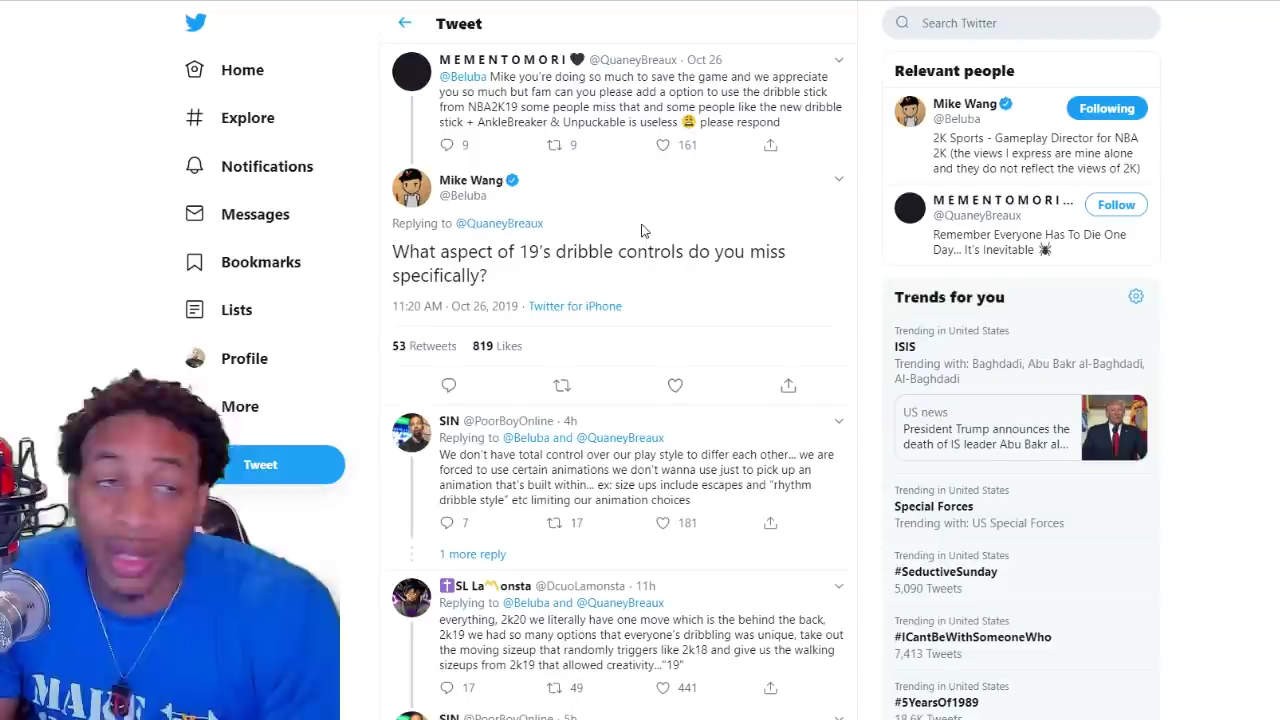 Home
Explore
Notifications
Messages
Bookmarks
Lists
Profile
More
Tweet
Tweet
M E M E N T O M O R I 🖤 @QuaneyBreaux · Oct 26
@Beluba Mike you're doing so much to save the game and we appreciate
you so much but fam can you please add a option to use the dribble stick
from NBA2K19 some people miss that and some people like the new dribble
stick + AnkleBreaker & Unpuckable is useless 😩 please respond
9 9 161
Mike Wang
@Beluba
Replying to @QuaneyBreaux
What aspect of 19's dribble controls do you miss
specifically?
11:20 AM · Oct 26, 2019 · Twitter for iPhone
53 Retweets 819 Likes
SIN @PoorBoyOnline · 4h
Replying to @Beluba and @QuaneyBreaux
We don't have total control over our play style to differ each other... we are
forced to use certain animations we don't wanna use just to pick up an
animation that's built within... ex: size ups include escapes and "rhythm
dribble style" etc limiting our animation choices
7 17 181
1 more reply
✝️SL La〽️onsta @DcuoLamonsta · 11h
Replying to @Beluba and @QuaneyBreaux
everything, 2k20 we literally have one move which is the behind the back,
2k19 we had so many options that everyone's dribbling was unique, take out
the moving sizeup that randomly triggers like 2k18 and give us the walking
sizeups from 2k19 that allowed creativity..."19"
17 49 441
SIN @PoorBoyOnline · 5h
Search Twitter
Relevant people
Mike Wang
@Beluba
Following
2K Sports - Gameplay Director for NBA
2K (the views I express are mine alone
and they do not reflect the views of 2K)
M E M E N T O M O R I ...
@QuaneyBreaux
Follow
Remember Everyone Has To Die One
Day... It's Inevitable 🕷
Trends for you
Trending in United States
ISIS
Trending with: Baghdadi, Abu Bakr al-Baghdadi,
Al-Baghdadi
US news
President Trump announces the
death of IS leader Abu Bakr al...
Trending in United States
Special Forces
Trending with: US Special Forces
Trending in United States
#SeductiveSunday
5,090 Tweets
Trending in United States
#ICantBeWithSomeoneWho
7,413 Tweets
Trending in United States
#5YearsOf1989
18.6K Tweets
MAKE